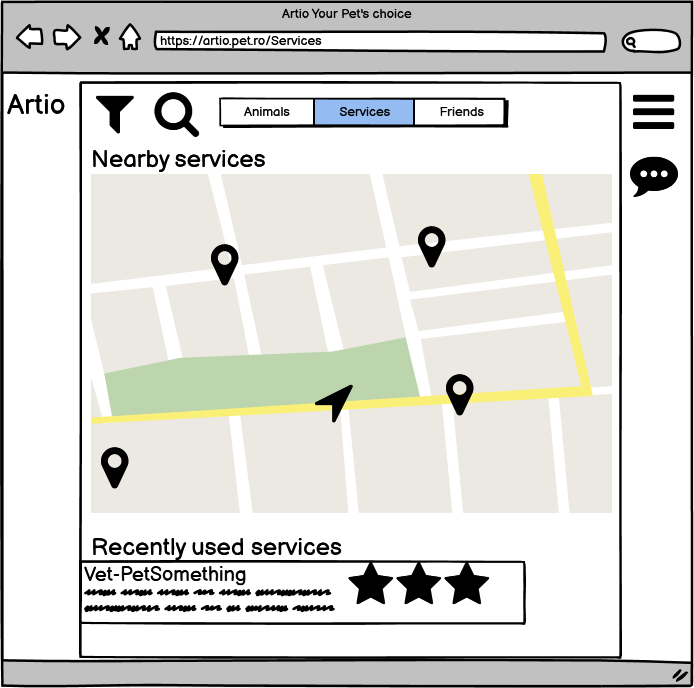 Artio Your Pet's choice
https://artio.pet.ro/Services
Artio
Animals
Services
Friends
Nearby services
Recently used services
Vet-PetSomething